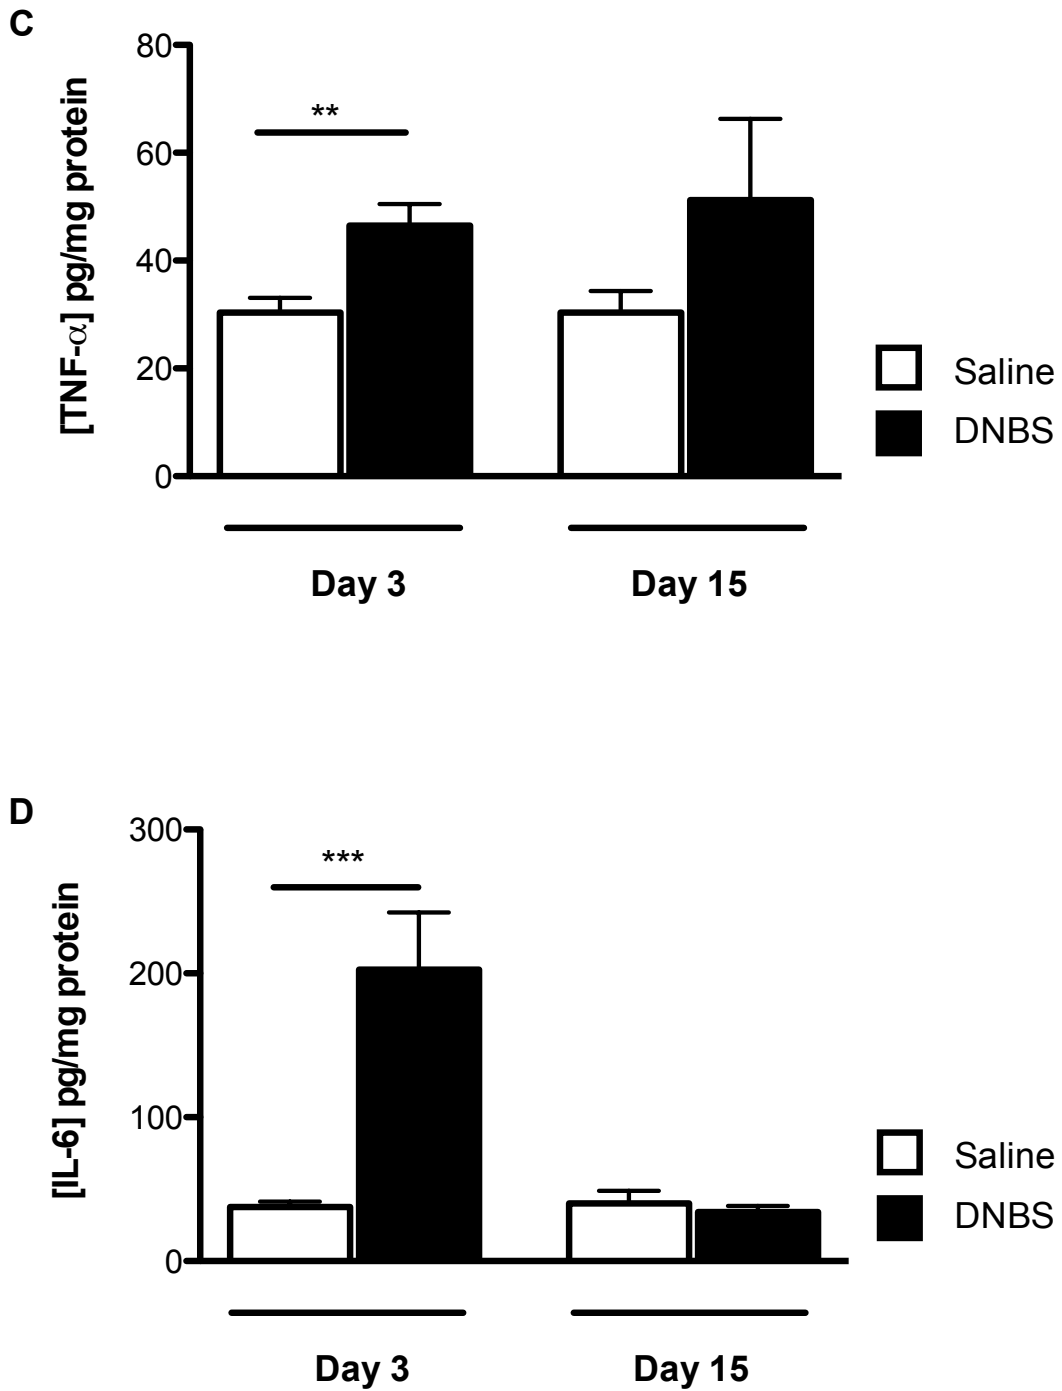 C
[TNF-α] pg/mg protein
80
60
40
20
0
**
Saline
DNBS
Day 3
Day 15
D
[IL-6] pg/mg protein
300
200
100
0
***
Saline
DNBS
Day 3
Day 15